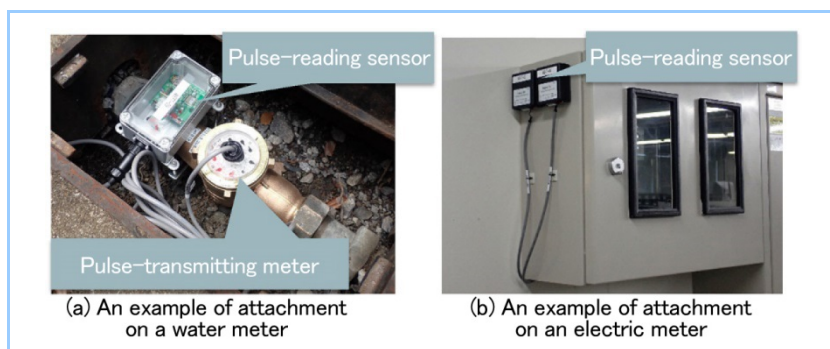 Pulse-reading sensor
Pulse-transmitting meter
(a) An example of attachment
on a water meter
Pulse-reading sensor
(b) An example of attachment
on an electric meter